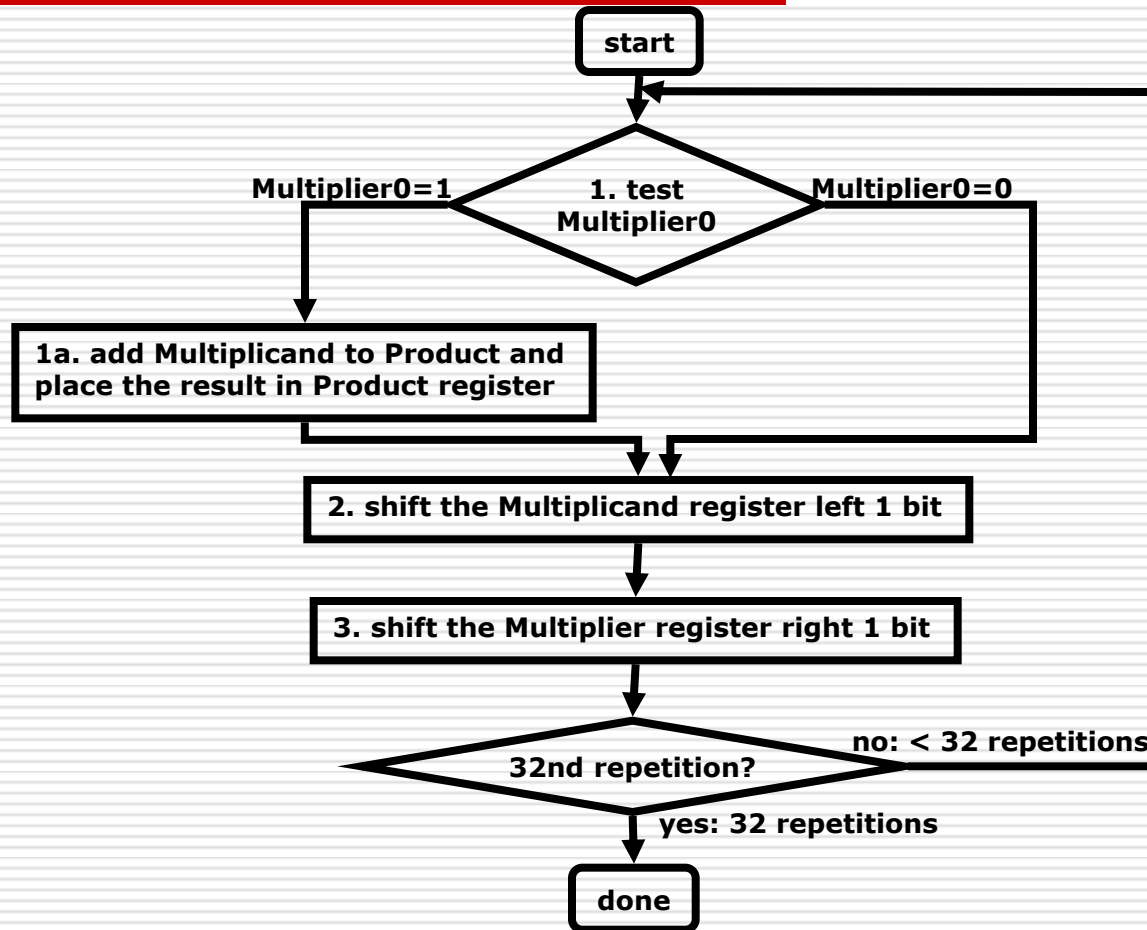 start
Multiplier0=1
1. test
Multiplier0
Multiplier0=0
1a. add Multiplicand to Product and
place the result in Product register
2. shift the Multiplicand register left 1 bit
3. shift the Multiplier register right 1 bit
32nd repetition?
no: < 32 repetitions
yes: 32 repetitions
done